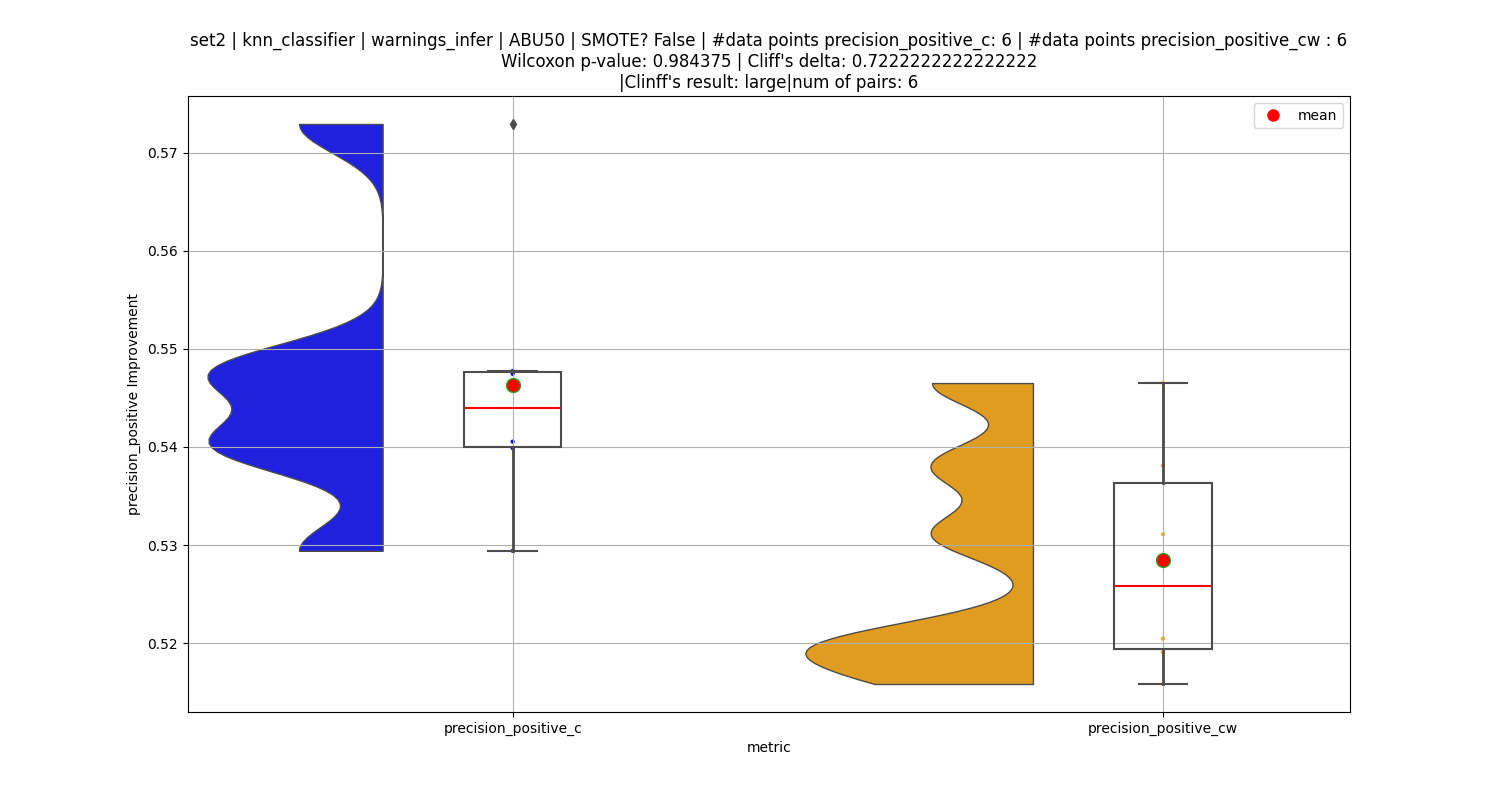 set2 | knn_classifier | warnings_infer | ABU50 | SMOTE? False | #data points precision_positive_c: 6 | #data points precision_positive_cw : 6
Wilcoxon p-value: 0.984375 | Cliff's delta: 0.7222222222222222
|Clinff's result: large|num of pairs: 6
mean
0.57
0.56
0.55
0.54
0.53
0.52
precision_positive Improvement
precision_positive_c
precision_positive_cw
metric